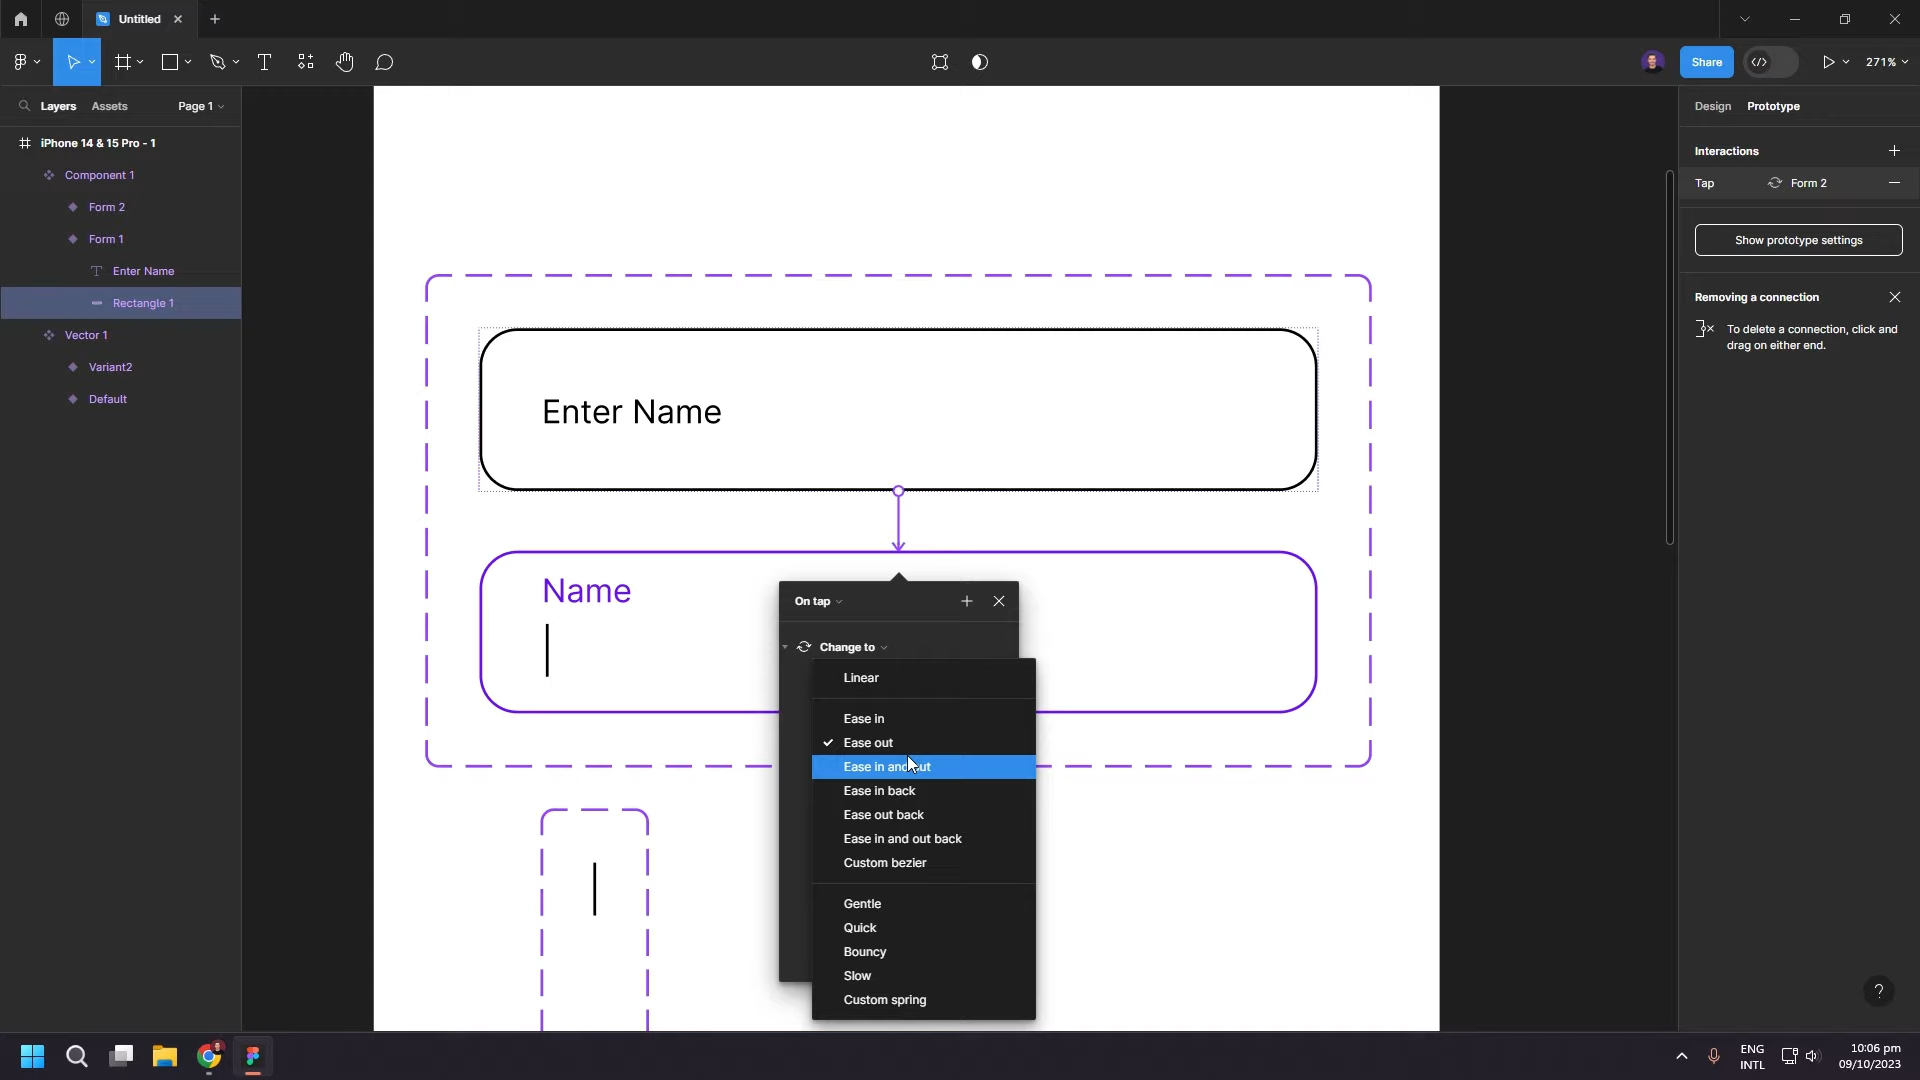 Untitled
Share
271%
Layers
Assets
Page 1
Design
Prototype
iPhone 14 & 15 Pro - 1
Component 1
Form 2
Form 1
Enter Name
Rectangle 1
Vector 1
Variant2
Default
Interactions
Tap
Form 2
Show prototype settings
Removing a connection
To delete a connection, click and
drag on either end.
Enter Name
Name
On tap
Change to
Linear
Ease in
Ease out
Ease in and out
Ease in back
Ease out back
Ease in and out back
Custom bezier
Gentle
Quick
Bouncy
Slow
Custom spring
?
ENG
INTL
10:06 pm
09/10/2023